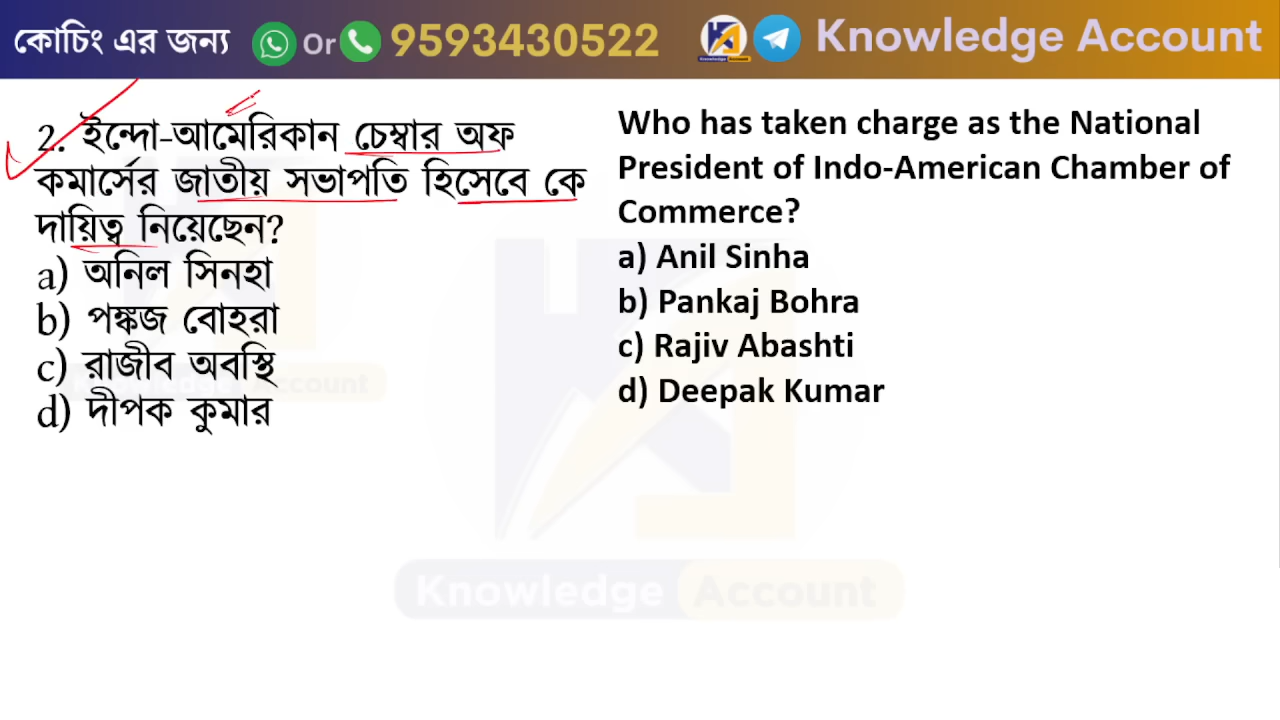 কোচিং এর জন্য Or 9593430522 Knowledge Account
2. ইন্দো-আমেরিকান চেম্বার অফ
কমার্সের জাতীয় সভাপতি হিসেবে কে
দায়িত্ব নিয়েছেন?
a) অনিল সিনহা
b) পঙ্কজ বোহরা
c) রাজীব অবস্থি
d) দীপক কুমার
Who has taken charge as the National
President of Indo-American Chamber of
Commerce?
a) Anil Sinha
b) Pankaj Bohra
c) Rajiv Abashti
d) Deepak Kumar
Knowledge Account
Knowledge Account